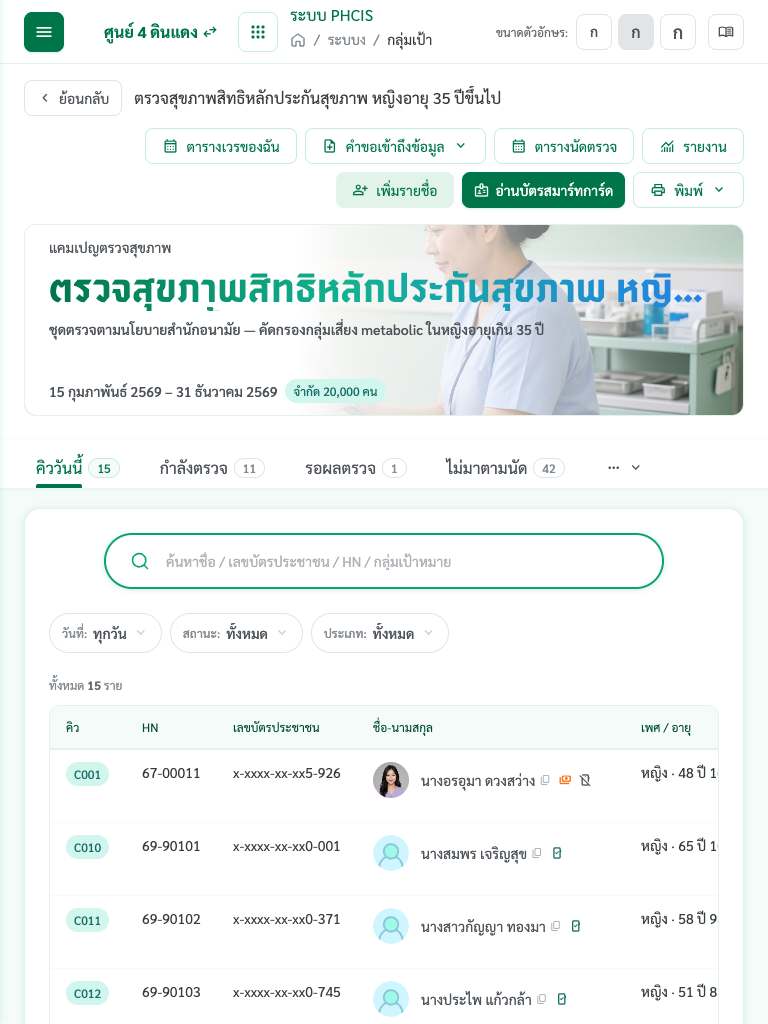 ศูนย์ 4 ดินแดง
ระบบ PHCIS
/ ระบบง / กลุ่มเป้า
ขนาดตัวอักษร: ก ก ก
ย้อนกลับ
ตรวจสุขภาพสิทธิหลักประกันสุขภาพ หญิงอายุ 35 ปีขึ้นไป
ตารางเวรของฉัน คำขอเข้าถึงข้อมูล ตารางนัดตรวจ รายงาน
เพิ่มรายชื่อ อ่านบัตรสมาร์ทการ์ด พิมพ์
แคมเปญตรวจสุขภาพ
ตรวจสุขภาพสิทธิหลักประกันสุขภาพ หญิ...
ชุดตรวจตามนโยบายสำนักอนามัย — คัดกรองกลุ่มเสี่ยง metabolic ในหญิงอายุเกิน 35 ปี
15 กุมภาพันธ์ 2569 – 31 ธันวาคม 2569 จำกัด 20,000 คน
คิววันนี้ 15 กำลังตรวจ 11 รอผลตรวจ 1 ไม่มาตามนัด 42 ...
ค้นหาชื่อ / เลขบัตรประชาชน / HN / กลุ่มเป้าหมาย
วันที่: ทุกวัน สถานะ: ทั้งหมด ประเภท: ทั้งหมด
ทั้งหมด 15 ราย
คิว HN เลขบัตรประชาชน ชื่อ-นามสกุล เพศ / อายุ
C001 67-00011 x-xxxx-xx-xx5-926 นางอรอุมา ดวงสว่าง หญิง · 48 ปี 1
C010 69-90101 x-xxxx-xx-xx0-001 นางสมพร เจริญสุข หญิง · 65 ปี 1
C011 69-90102 x-xxxx-xx-xx0-371 นางสาวกัญญา ทองมา หญิง · 58 ปี 9
C012 69-90103 x-xxxx-xx-xx0-745 นางประไพ แก้วกล้า หญิง · 51 ปี 8